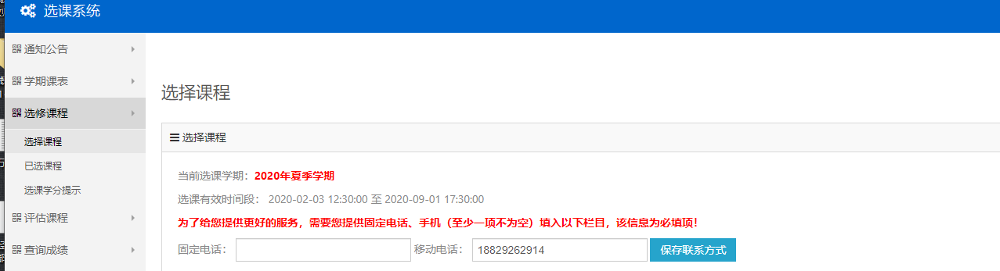 选课系统
通知公告
学期课表
选修课程
选择课程
已选课程
选课学分提示
评估课程
查询成绩
选择课程
选择课程
当前选课学期：2020年夏季学期
选课有效时间段： 2020-02-03 12:30:00 至 2020-09-01 17:30:00
为了给您提供更好的服务，需要您提供固定电话、手机（至少一项不为空）填入以下栏目，该信息为必填项！
固定电话： 移动电话： 18829262914 保存联系方式